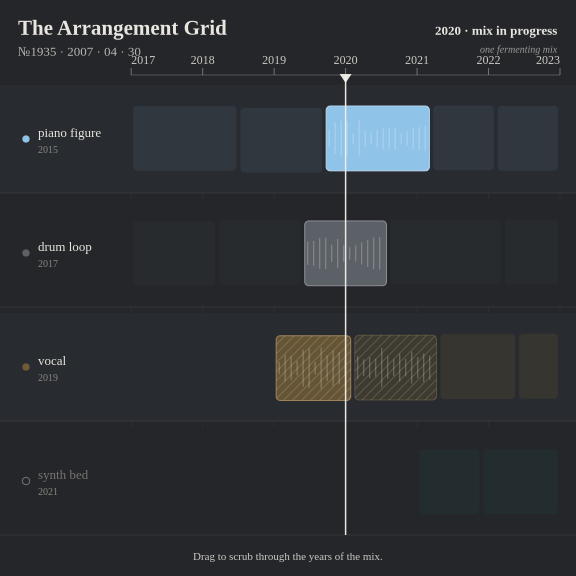 The Arrangement Grid
№1935 · 2007 · 04 · 30
2020 · mix in progress
one fermenting mix
2017 2018 2019 2020 2021 2022 2023
piano figure
2015
drum loop
2017
vocal
2019
synth bed
2021
Drag to scrub through the years of the mix.